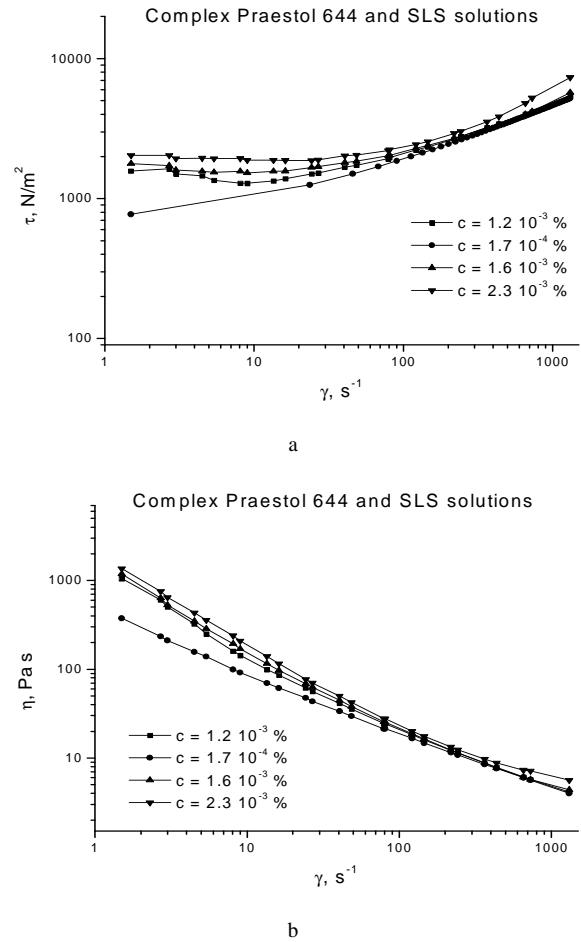 Complex Praestol 644 and SLS solutions
10000
1000
100
τ, N/m²
c = 1.2 10⁻³ %
c = 1.7 10⁻⁴ %
c = 1.6 10⁻³ %
c = 2.3 10⁻³ %
1 10 100 1000
γ, s⁻¹
a
Complex Praestol 644 and SLS solutions
1000
100
10
η, Pa s
c = 1.2 10⁻³ %
c = 1.7 10⁻⁴ %
c = 1.6 10⁻³ %
c = 2.3 10⁻³ %
1 10 100 1000
γ, s⁻¹
b